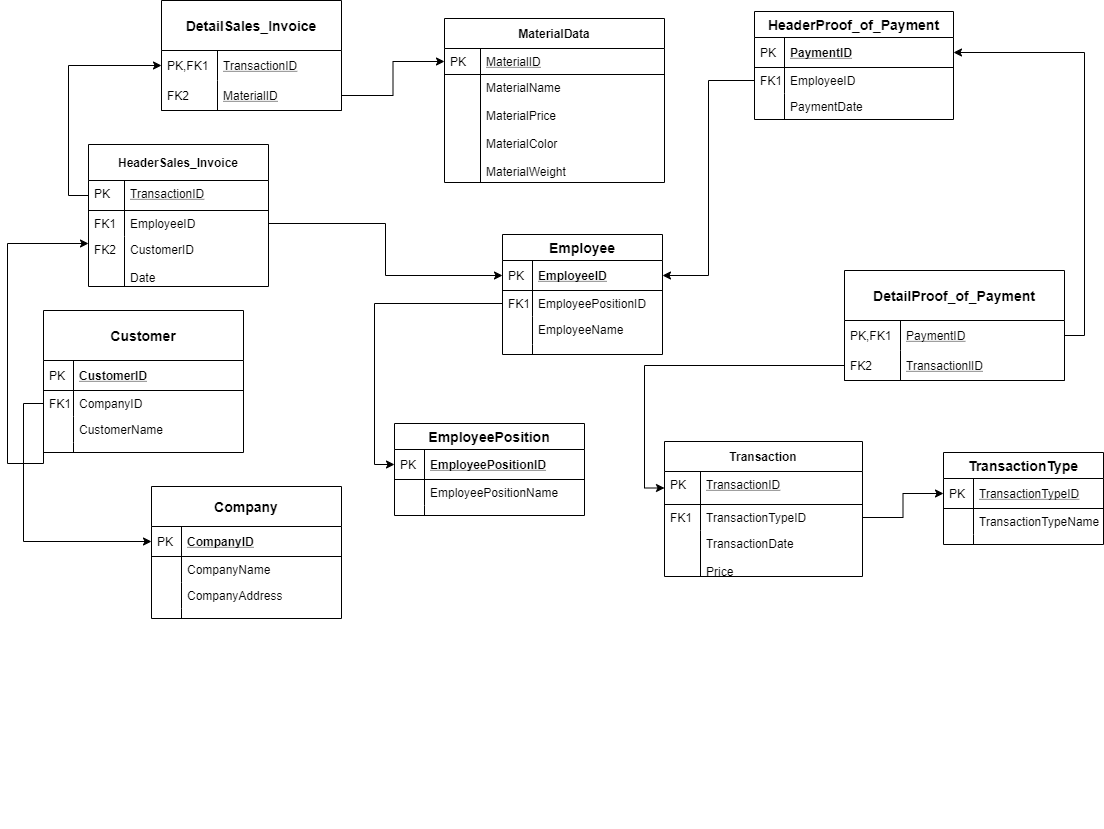 DetailSales_Invoice
PK,FK1 TransactionID
FK2 MaterialID
MaterialData
PK MaterialID
MaterialName
MaterialPrice
MaterialColor
MaterialWeight
HeaderProof_of_Payment
PK PaymentID
FK1 EmployeeID
PaymentDate
HeaderSales_Invoice
PK TransactionID
FK1 EmployeeID
FK2 CustomerID
Date
Employee
PK EmployeeID
FK1 EmployeePositionID
EmployeeName
DetailProof_of_Payment
PK,FK1 PaymentID
FK2 TransactionIID
Customer
PK CustomerID
FK1 CompanyID
CustomerName
EmployeePosition
PK EmployeePositionID
EmployeePositionName
Transaction
PK TransactionID
FK1 TransactionTypeID
TransactionDate
Price
TransactionType
PK TransactionTypeID
TransactionTypeName
Company
PK CompanyID
CompanyName
CompanyAddress